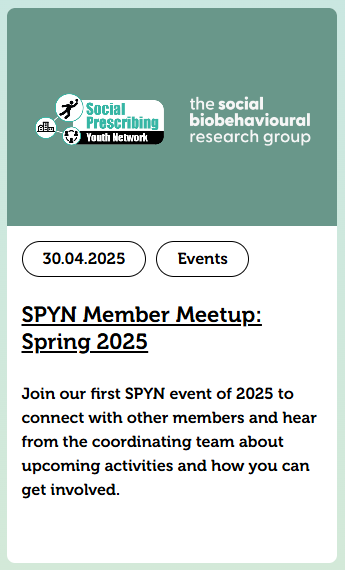 Social
Prescribing
Youth Network
the social
biobehavioural
research group
30.04.2025
Events
SPYN Member Meetup:
Spring 2025
Join our first SPYN event of 2025 to
connect with other members and hear
from the coordinating team about
upcoming activities and how you can
get involved.